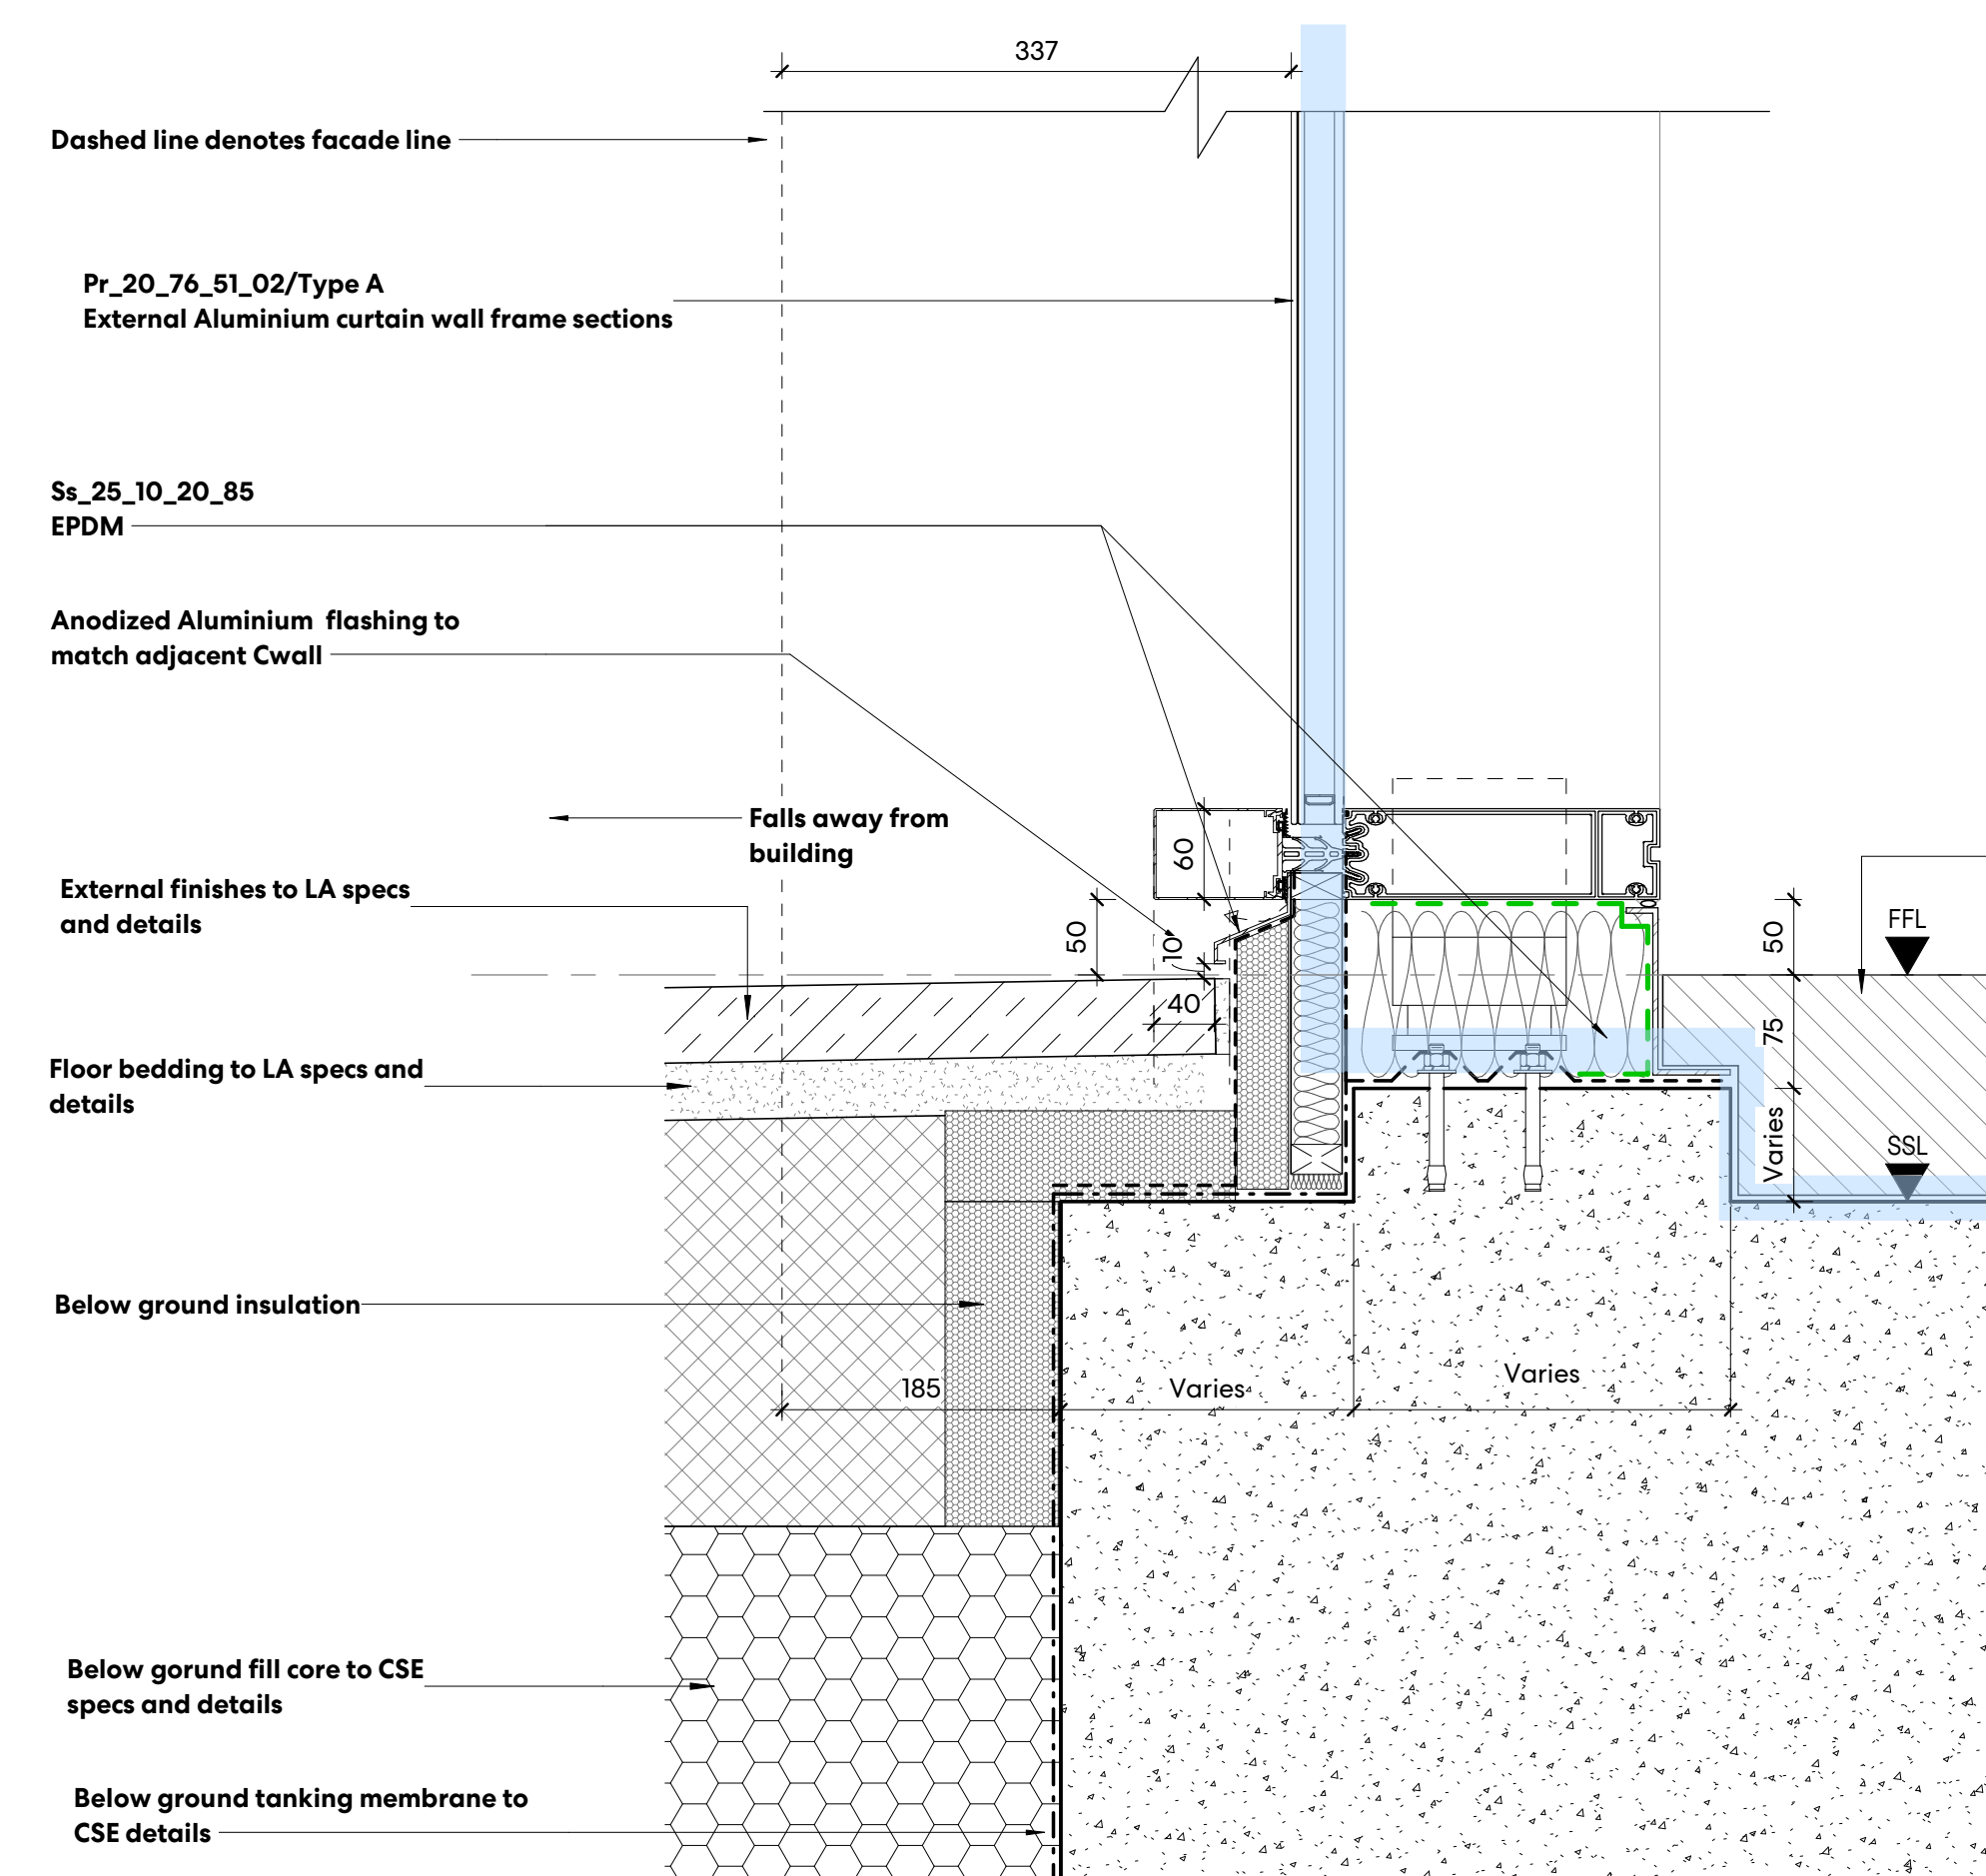 337
Dashed line denotes facade line
Pr_20_76_51_02/Type A
External Aluminium curtain wall frame sections
Ss_25_10_20_85
EPDM
Anodized Aluminium  flashing to
match adjacent Cwall
Falls away from
building
60
External finishes to LA specs
and details
50
10
50
FFL
40
75
Floor bedding to LA specs and
details
Varies
SSL
Below ground insulation
185
Varies
Varies
Below gorund fill core to CSE
specs and details
Below ground tanking membrane to
CSE details